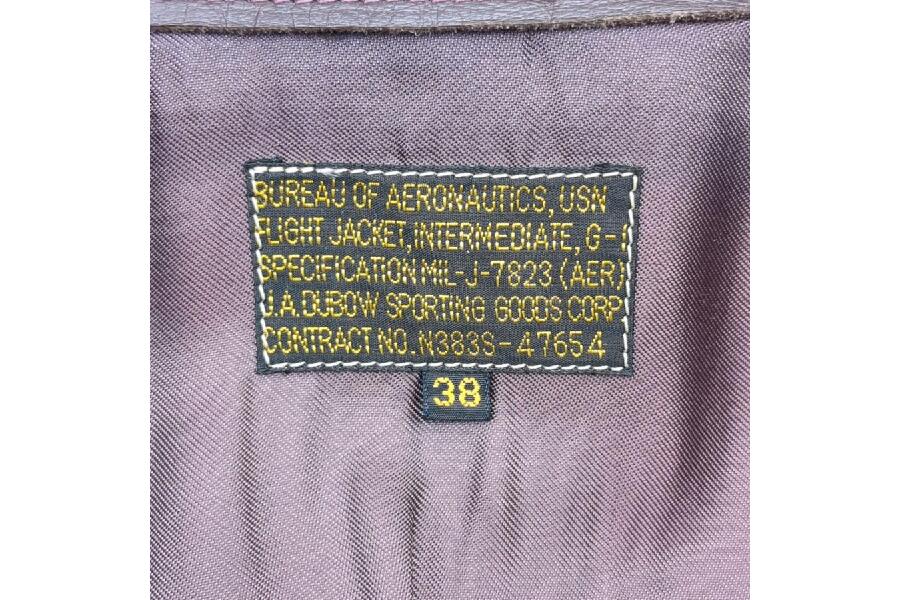 BUREAU OF AERONAUTICS, USN
FLIGHT JACKET, INTERMEDIATE, G-1
SPECIFICATION MIL-J-7823 (AER)
J.A. DUBOW SPORTING GOODS CORP
CONTRACT NO. N383S-47654
38